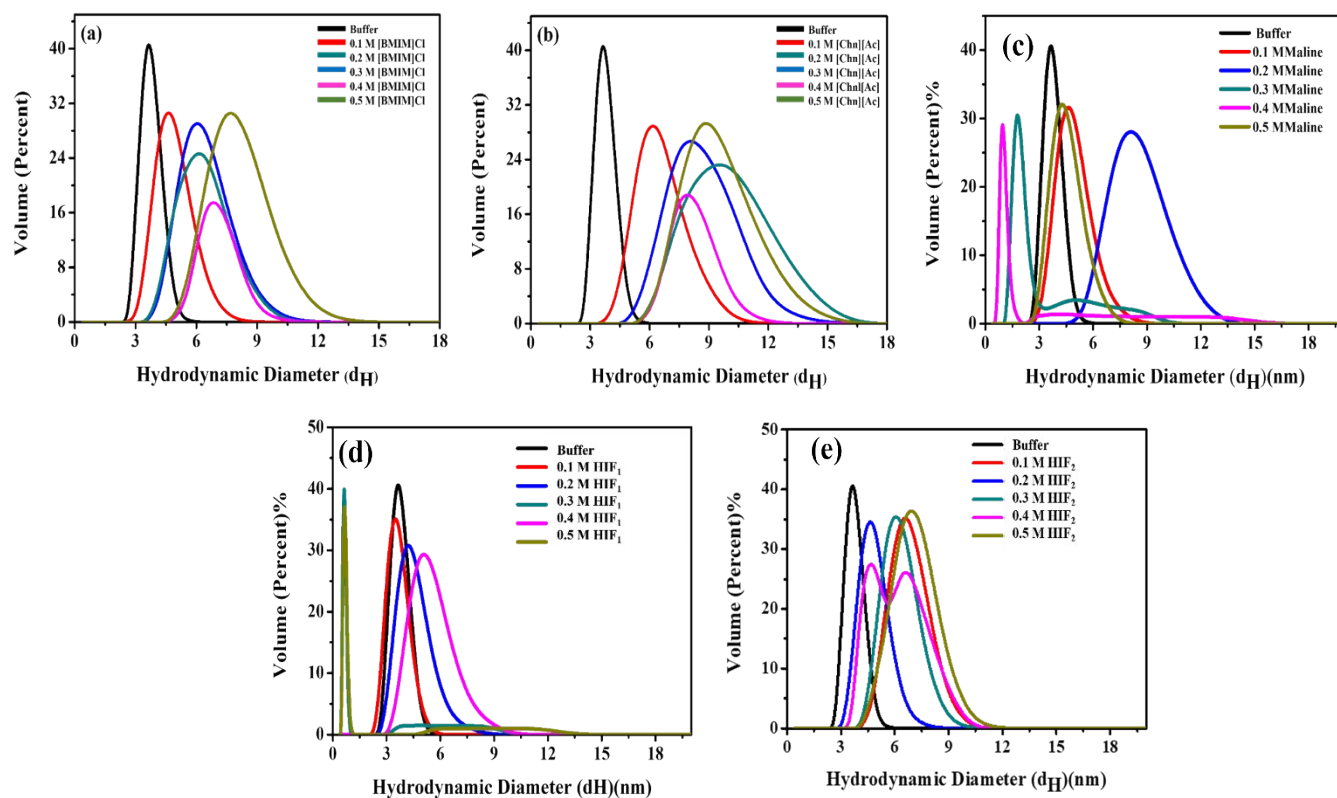 (a)
Buffer
0.1 M [BMIM]Cl
0.2 M [BMIM]Cl
0.3 M [BMIM]Cl
0.4 M [BMIM]Cl
0.5 M [BMIM]Cl
40
32
24
16
8
0
Volume (Percent)
0 3 6 9 12 15 18
Hydrodynamic Diameter (dH)
(b)
Buffer
0.1 M [Chn][Ac]
0.2 M [Chn][Ac]
0.3 M [Chn][Ac]
0.4 M [Chn][Ac]
0.5 M [Chn][Ac]
40
32
24
16
8
0
Volume (Percent)
0 3 6 9 12 15 18
Hydrodynamic Diameter (dH)
(c)
Buffer
0.1 MMaline
0.2 MMaline
0.3 MMaline
0.4 MMaline
0.5 MMaline
40
30
20
10
0
Volume (Percent)%
0 3 6 9 12 15 18
Hydrodynamic Diameter (dH)(nm)
(d)
Buffer
0.1 M HIF1
0.2 M HIF1
0.3 M HIF1
0.4 M HIF1
0.5 M HIF1
50
40
30
20
10
0
Volume (Percent)%
0 3 6 9 12 15 18
Hydrodynamic Diameter (dH)(nm)
(e)
Buffer
0.1 M HIF2
0.2 M HIF2
0.3 M HIF2
0.4 M HIF2
0.5 M HIF2
50
40
30
20
10
0
Volume (Percent)%
0 3 6 9 12 15 18
Hydrodynamic Diameter (dH)(nm)